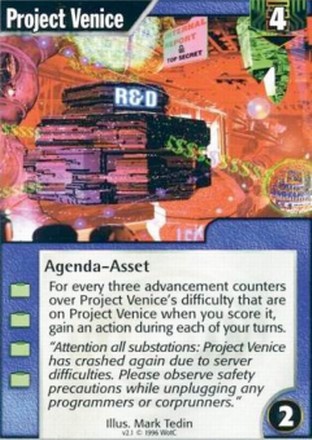 Project Venice
4
INTERNAL
REPORT
&
TOP SECRET
R&D
Agenda-Asset
For every three advancement counters
over Project Venice's difficulty that are
on Project Venice when you score it,
gain an action during each of your turns.
"Attention all substations: Project Venice
has crashed again due to server
difficulties. Please observe safety
precautions while unplugging any
programmers or corprunners."
Illus. Mark Tedin
v2.1 © 1996 WotC
2